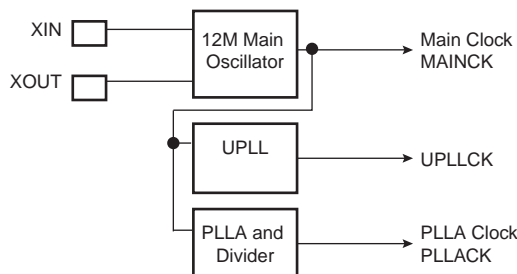 XIN
12M Main
Oscillator
Main Clock
MAINCK
XOUT
UPLL
UPLLCK
PLLA and
Divider
PLLA Clock
PLLACK